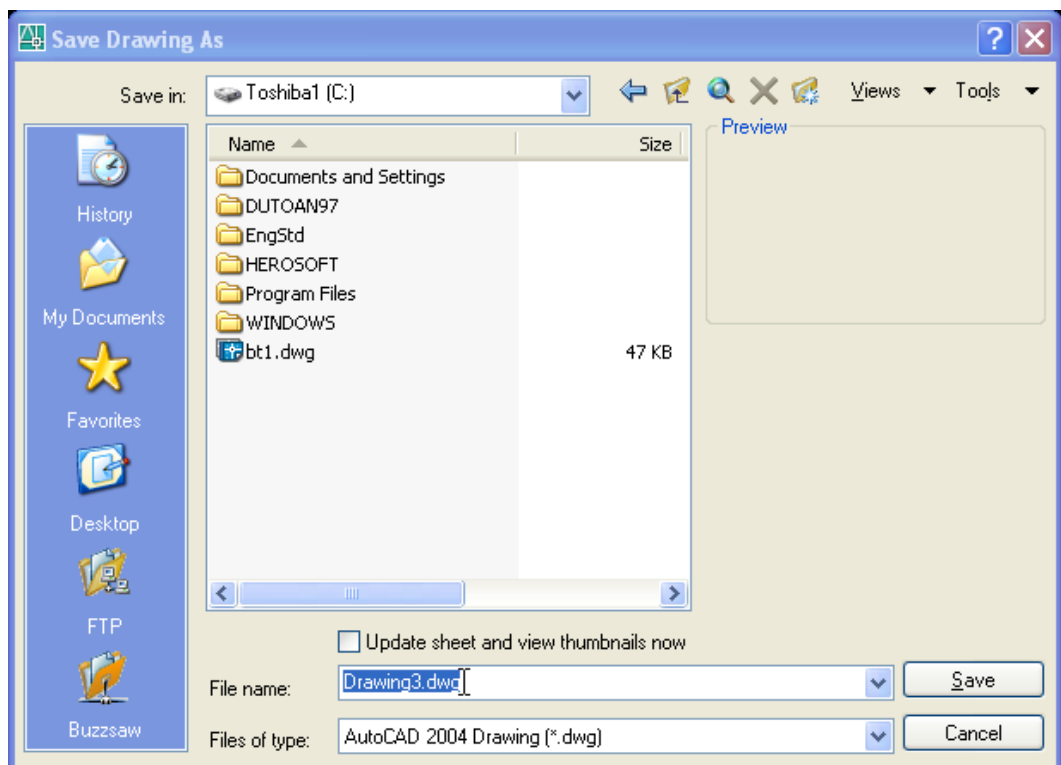 Save Drawing As
Save in: Toshiba1 (C:) Views Tools
Name Size Preview
Documents and Settings
DUTOAN97
EngStd
HEROSOFT
Program Files
WINDOWS
bt1.dwg 47 KB
History
My Documents
Favorites
Desktop
FTP
Buzzsaw
Update sheet and view thumbnails now
File name: Drawing3.dwg Save
Files of type: AutoCAD 2004 Drawing (*.dwg) Cancel